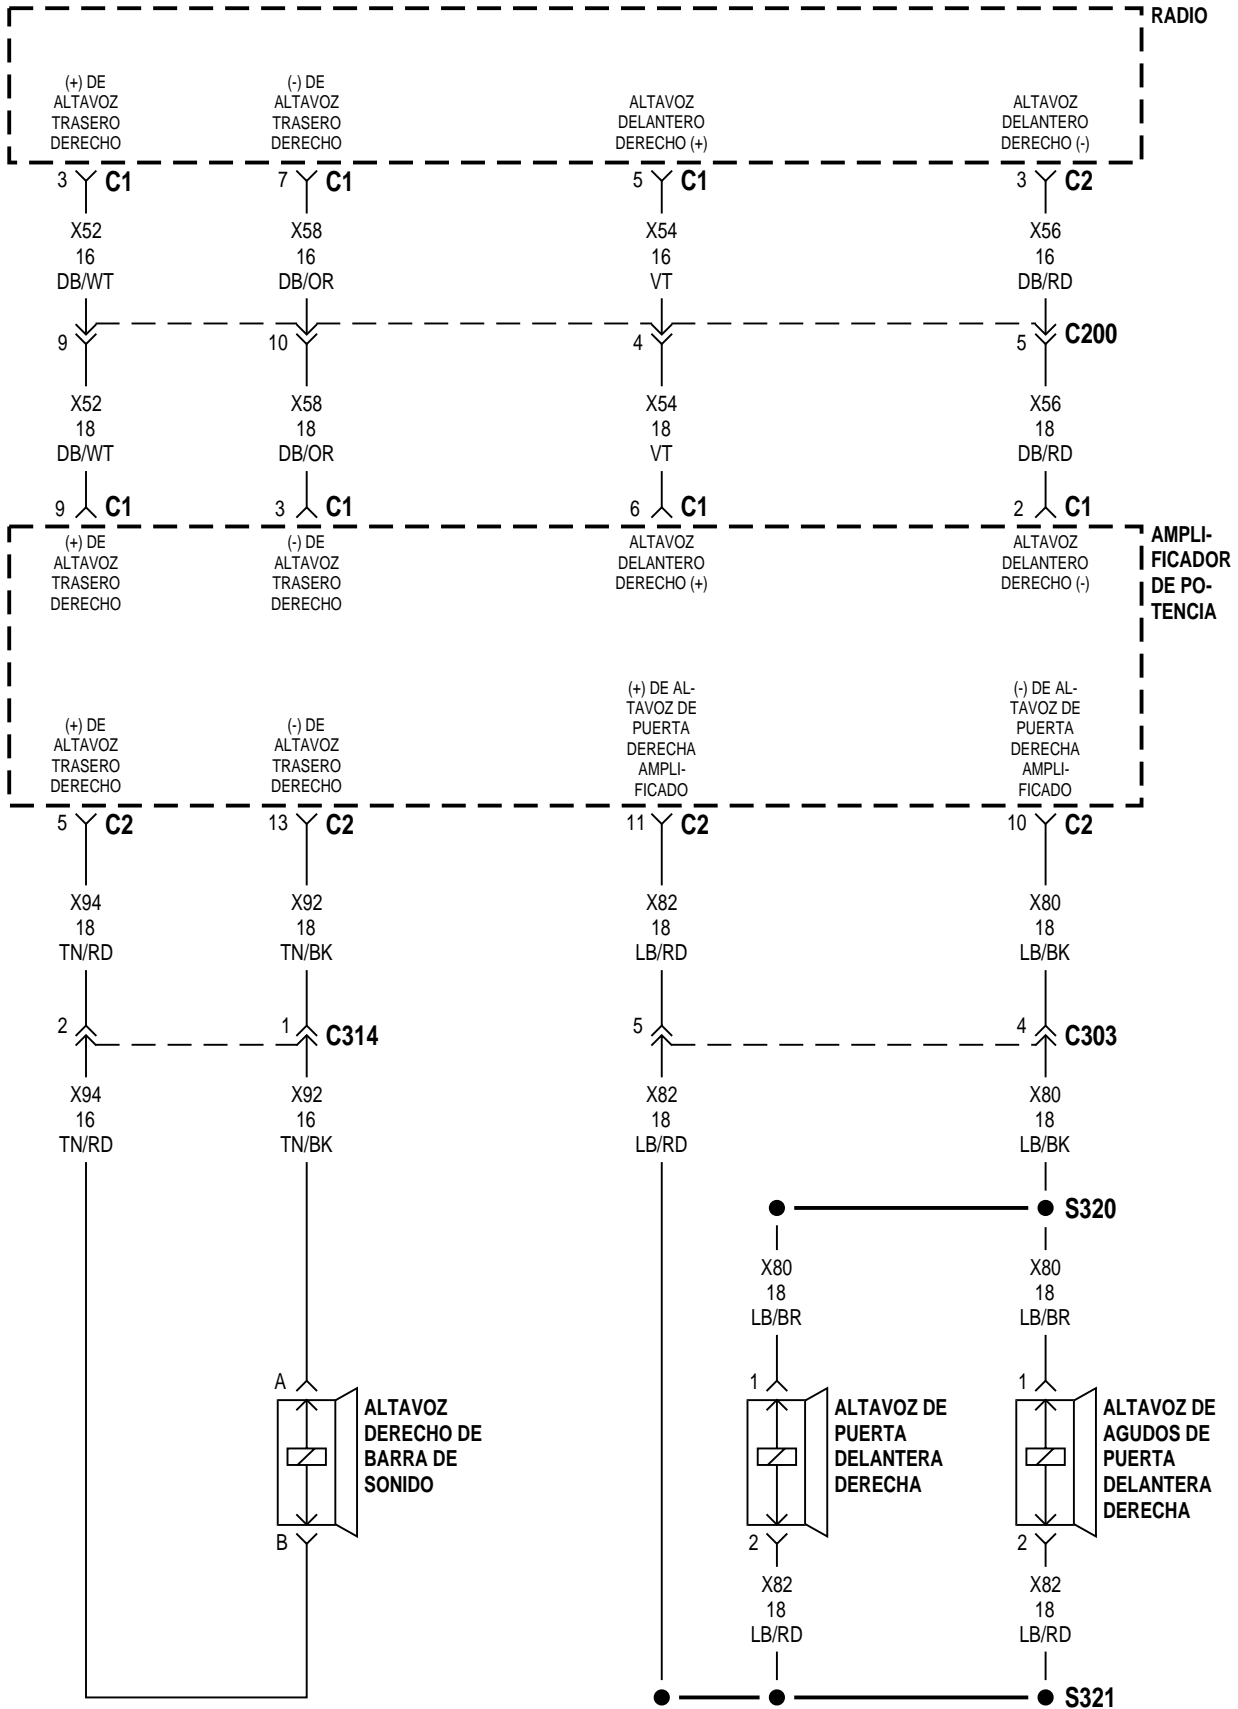 RADIO
(+) DE
ALTAVOZ
TRASERO
DERECHO
(-) DE
ALTAVOZ
TRASERO
DERECHO
ALTAVOZ
DELANTERO
DERECHO (+)
ALTAVOZ
DELANTERO
DERECHO (-)
3 C1 7 C1 5 C1 3 C2
X52 X58 X54 X56
16 16 16 16
DB/WT DB/OR VT DB/RD
9 10 4 5 C200
X52 X58 X54 X56
18 18 18 18
DB/WT DB/OR VT DB/RD
9 C1 3 C1 6 C1 2 C1
AMPLI-
FICADOR
DE PO-
TENCIA
(+) DE
ALTAVOZ
TRASERO
DERECHO
(-) DE
ALTAVOZ
TRASERO
DERECHO
ALTAVOZ
DELANTERO
DERECHO (+)
ALTAVOZ
DELANTERO
DERECHO (-)
(+) DE
ALTAVOZ
TRASERO
DERECHO
(-) DE
ALTAVOZ
TRASERO
DERECHO
(+) DE AL-
TAVOZ DE
PUERTA
DERECHA
AMPLI-
FICADO
(-) DE AL-
TAVOZ DE
PUERTA
DERECHA
AMPLI-
FICADO
5 C2 13 C2 11 C2 10 C2
X94 X92 X82 X80
18 18 18 18
TN/RD TN/BK LB/RD LB/BK
2 1 C314 5 4 C303
X94 X92 X82 X80
16 16 18 18
TN/RD TN/BK LB/RD LB/BK
S320
X80 X80
18 18
LB/BR LB/BR
A 1 1
ALTAVOZ
DERECHO DE
BARRA DE
SONIDO
ALTAVOZ DE
PUERTA
DELANTERA
DERECHA
ALTAVOZ DE
AGUDOS DE
PUERTA
DELANTERA
DERECHA
B 2 2
X82 X82
18 18
LB/RD LB/RD
S321